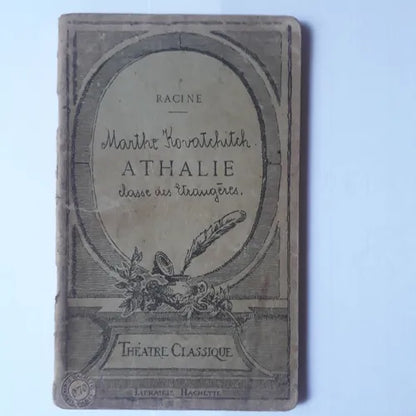 RACINE
Marthe Kovatchitch.
ATHALIE
classe des Etrangères.
THÉATRE CLASSIQUE
LIBRAIRIE HACHETTE